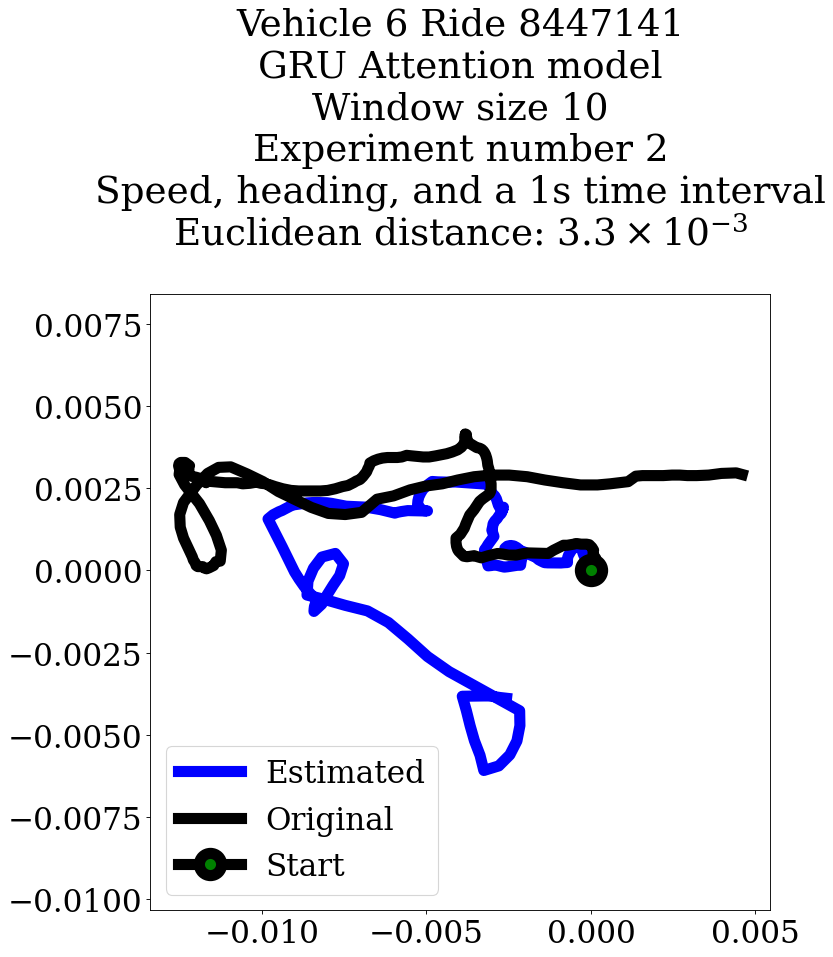 Vehicle 6 Ride 8447141
GRU Attention model
Window size 10
Experiment number 2
Speed, heading, and a 1s time interval
Euclidean distance: 3.3 × 10⁻³
0.0075
0.0050
0.0025
0.0000
−0.0025
−0.0050
−0.0075
−0.0100
Estimated
Original
Start
−0.010 −0.005 0.000 0.005